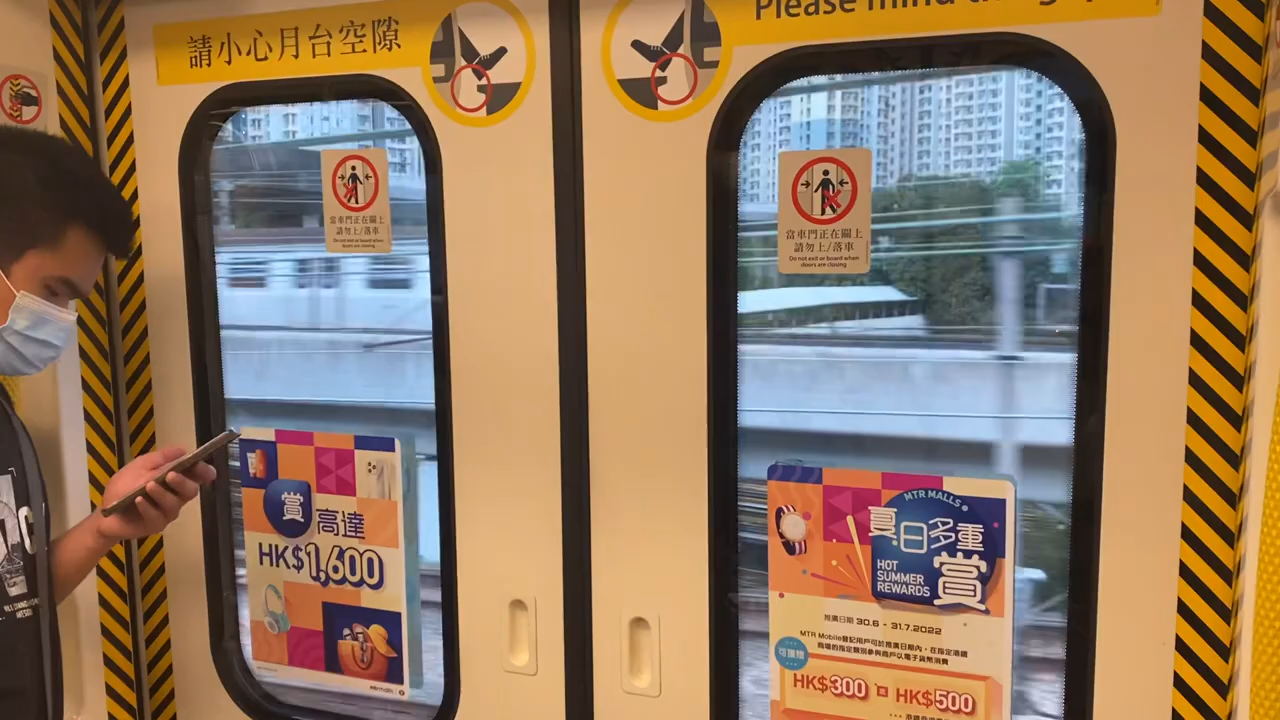 請小心月台空隙
Please mind the gap
當車門正在關上
請勿上/落車
Do not exit or board when
doors are closing
當車門正在關上
請勿上/落車
Do not exit or board when
doors are closing
賞高達
HK$1,600
MTR MALLS
夏日多重賞
HOT
SUMMER
REWARDS
推廣日期 30.6 - 31.7.2022
MTR Mobile登記用戶可於推廣日期內，在指定港鐵
商場的指定類別參與商戶以電子貨幣消費
可獲贈
HK$300 HK$500